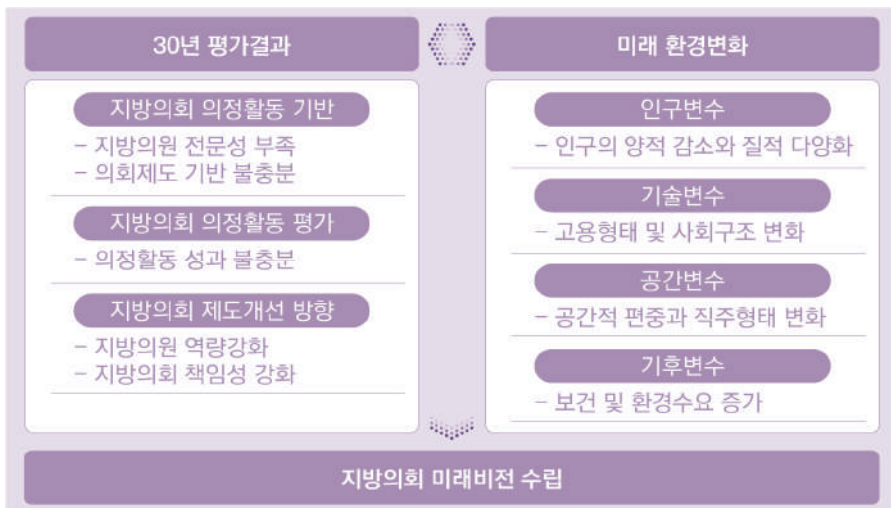 30년 평가결과
지방의회 의정활동 기반
– 지방의원 전문성 부족
– 의회제도 기반 불충분
지방의회 의정활동 평가
– 의정활동 성과 불충분
지방의회 제도개선 방향
– 지방의원 역량강화
– 지방의회 책임성 강화
미래 환경변화
인구변수
– 인구의 양적 감소와 질적 다양화
기술변수
– 고용형태 및 사회구조 변화
공간변수
– 공간적 편중과 직주형태 변화
기후변수
– 보건 및 환경수요 증가
지방의회 미래비전 수립